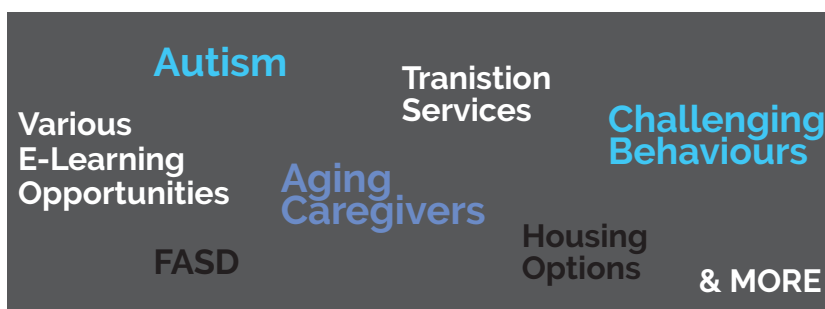 Autism
Tranistion
Services
Various
E-Learning
Opportunities
Challenging
Behaviours
Aging
Caregivers
FASD
Housing
Options
& MORE